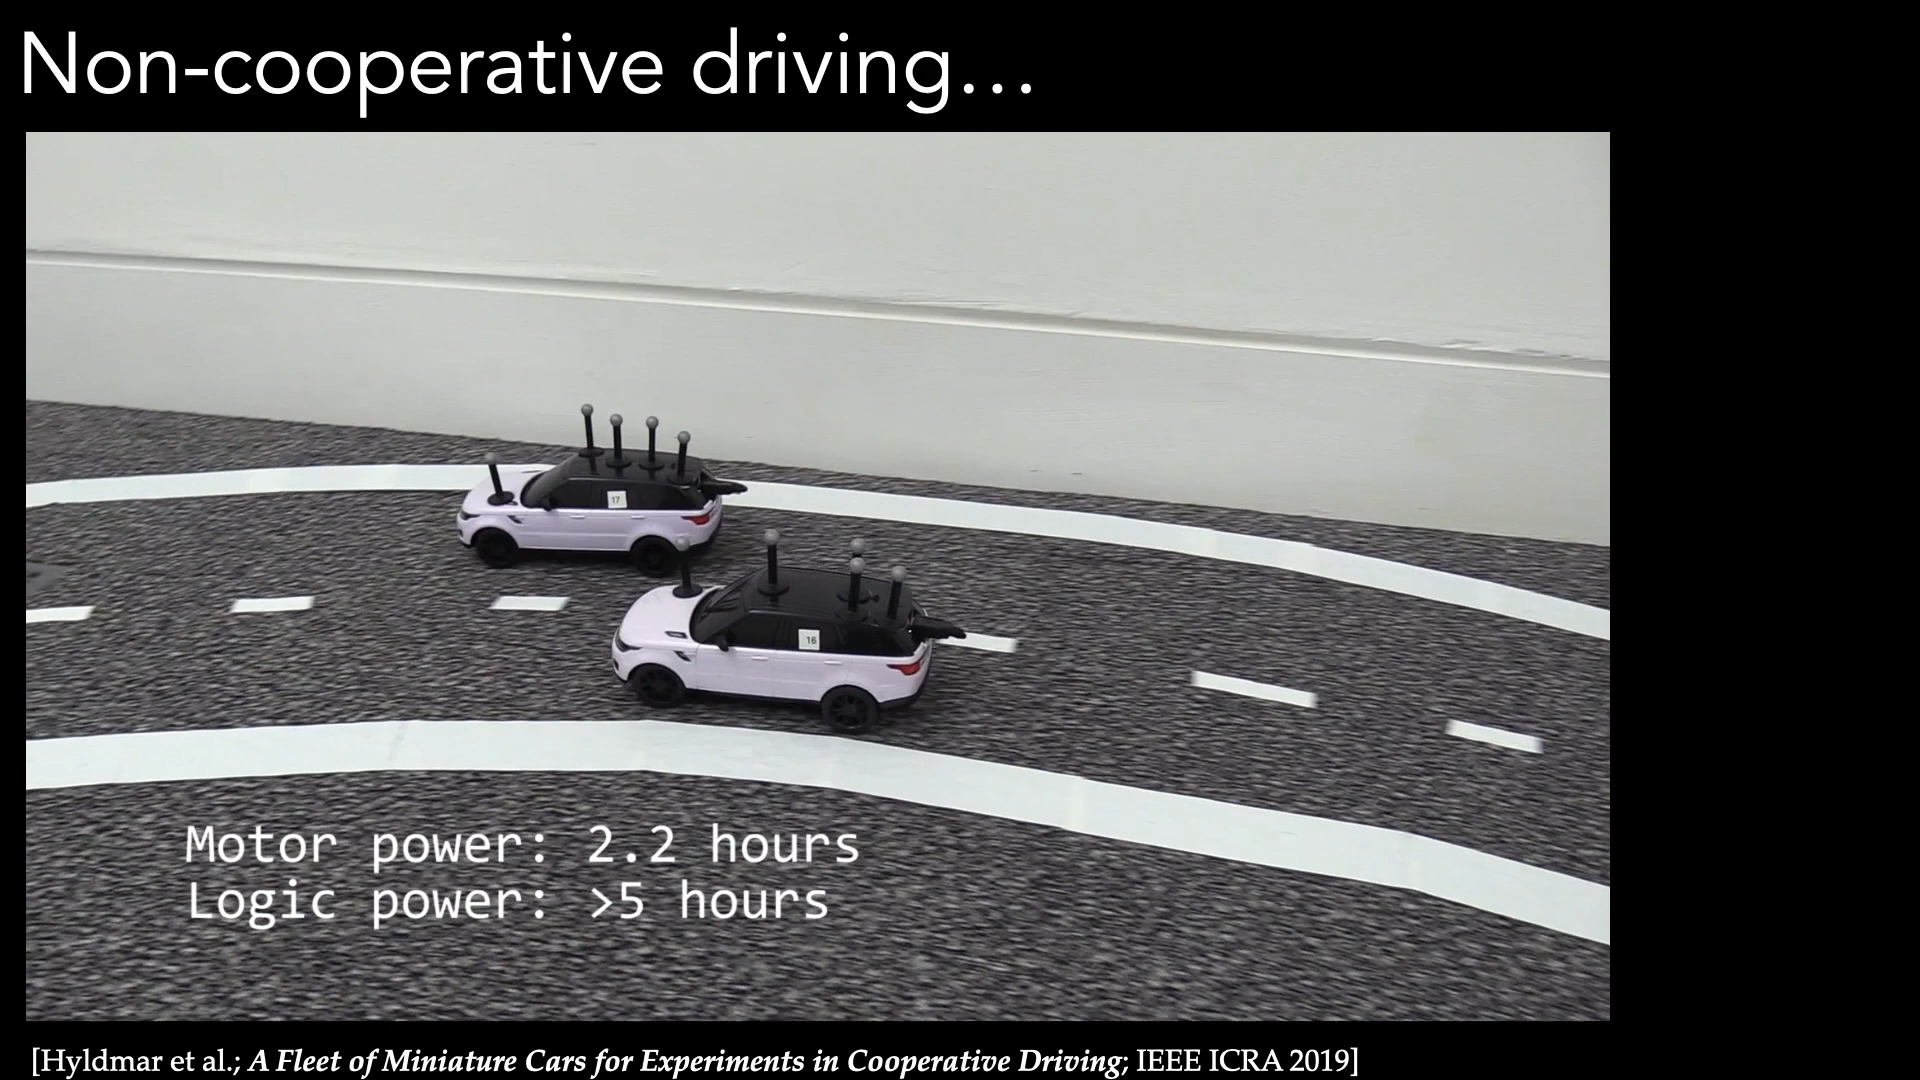 Non-cooperative driving…
17
16
Motor power: 2.2 hours
Logic power: >5 hours
[Hyldmar et al.; A Fleet of Miniature Cars for Experiments in Cooperative Driving; IEEE ICRA 2019]